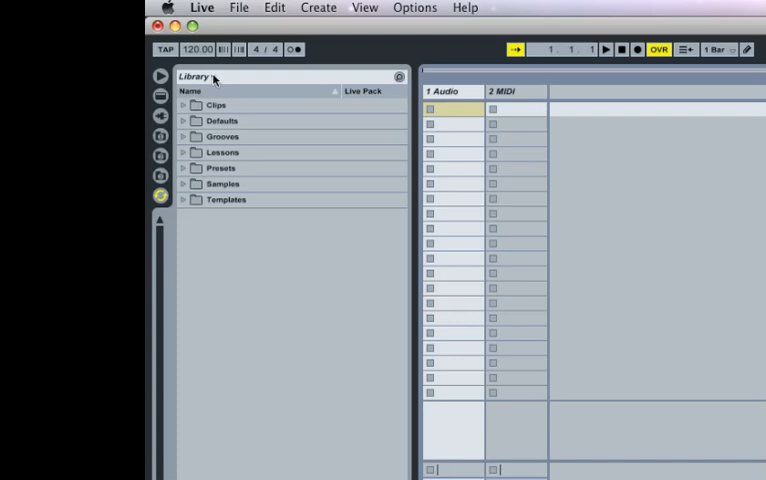 Live File Edit Create View Options Help
TAP 120.00 4 / 4 1. 1. 1 OVR 1 Bar
Library
Name Live Pack
Clips
Defaults
Grooves
Lessons
Presets
Samples
Templates
1 Audio 2 MIDI